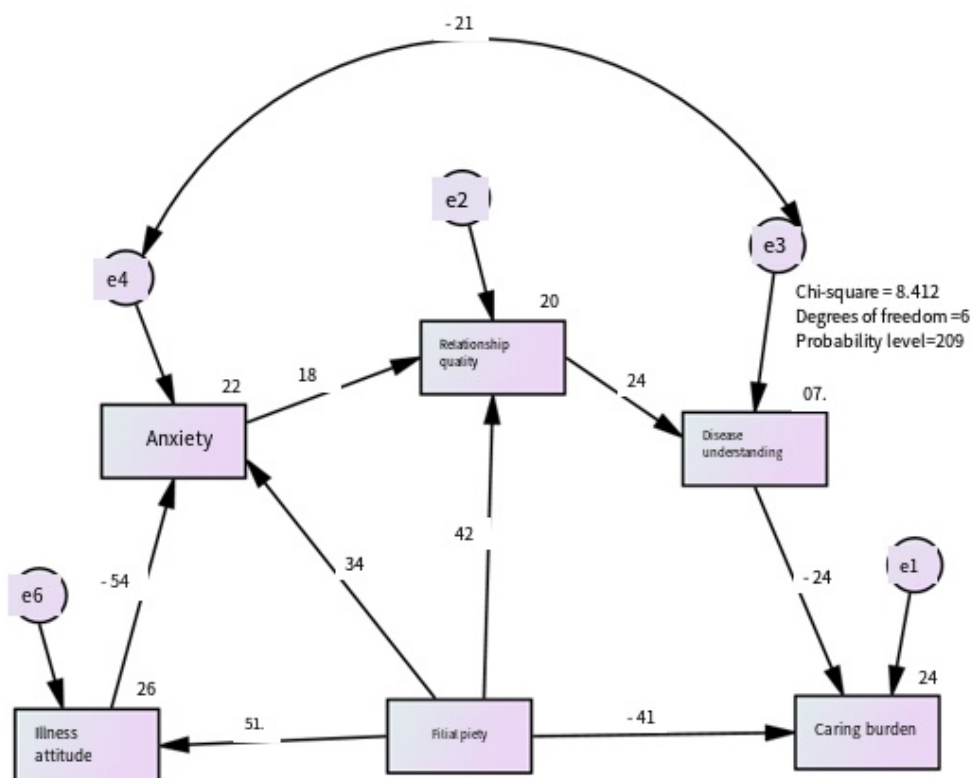 - 21
e2
e3
e4
Chi-square = 8.412
Degrees of freedom =6
Probability level=209
20
Relationship
quality
18
24
22
07.
Anxiety
Disease
understanding
42
34
- 54
- 24
e1
e6
26
24
Illness
attitude
51.
Filial piety
- 41
Caring burden